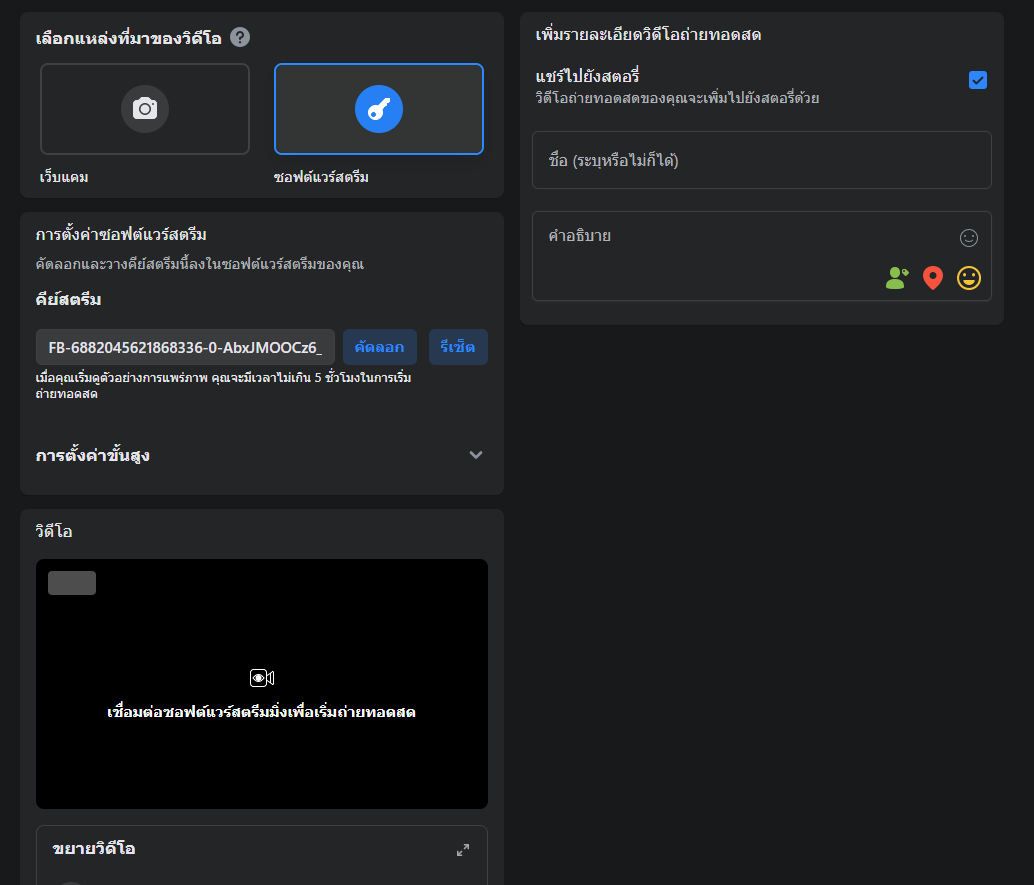 เลือกแหล่งที่มาของวิดีโอ
เว็บแคม
ซอฟต์แวร์สตรีม
การตั้งค่าซอฟต์แวร์สตรีม
คัดลอกและวางคีย์สตรีมนี้ลงในซอฟต์แวร์สตรีมของคุณ
คีย์สตรีม
FB-6882045621868336-0-AbxJMOOCz6_
คัดลอก
รีเซ็ต
เมื่อคุณเริ่มดูตัวอย่างการแพร่ภาพ คุณจะมีเวลาไม่เกิน 5 ชั่วโมงในการเริ่ม
ถ่ายทอดสด
การตั้งค่าขั้นสูง
วิดีโอ
เชื่อมต่อซอฟต์แวร์สตรีมมิ่งเพื่อเริ่มถ่ายทอดสด
ขยายวิดีโอ
เพิ่มรายละเอียดวิดีโอถ่ายทอดสด
แชร์ไปยังสตอรี่
วิดีโอถ่ายทอดสดของคุณจะเพิ่มไปยังสตอรี่ด้วย
ชื่อ (ระบุหรือไม่ก็ได้)
คำอธิบาย